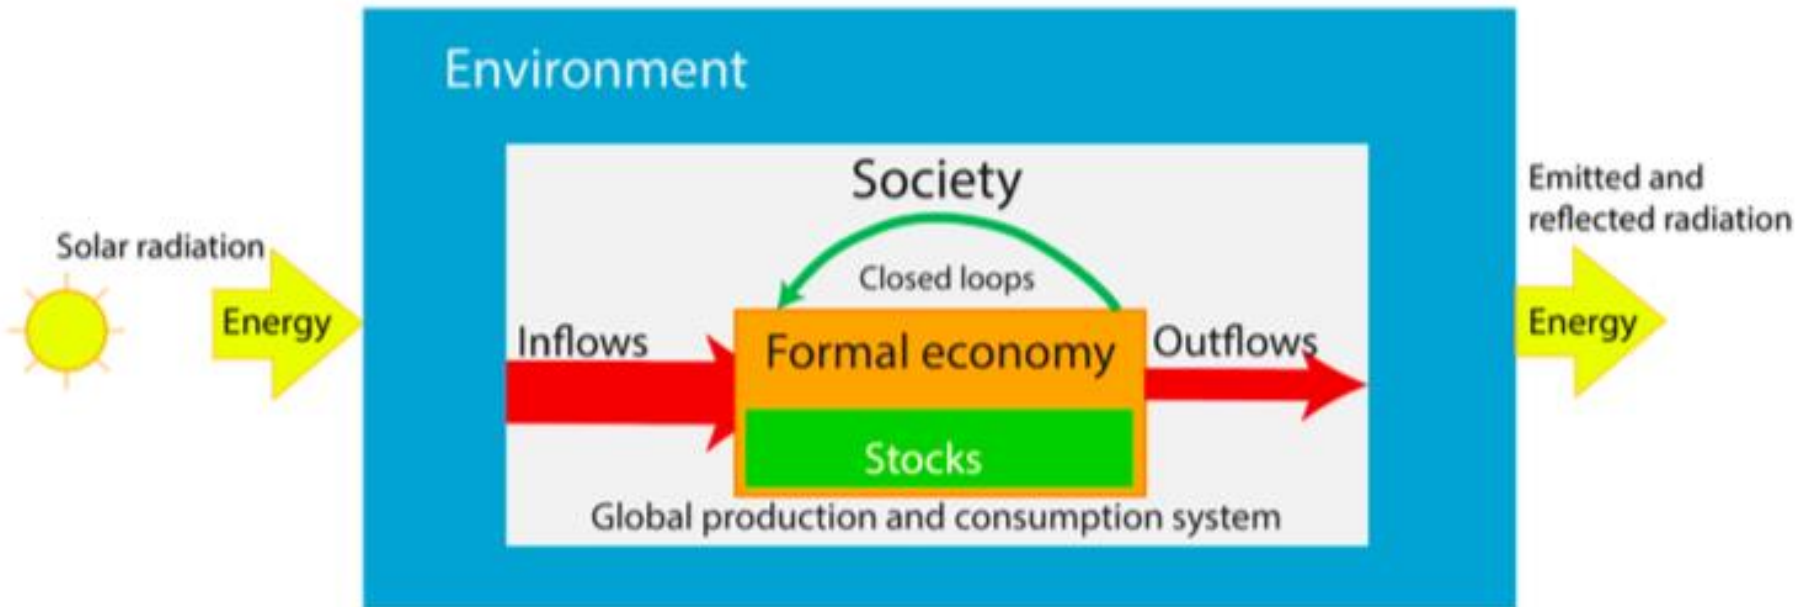 Environment
Society
Solar radiation
Energy
Closed loops
Inflows
Formal economy
Outflows
Stocks
Global production and consumption system
Emitted and
reflected radiation
Energy